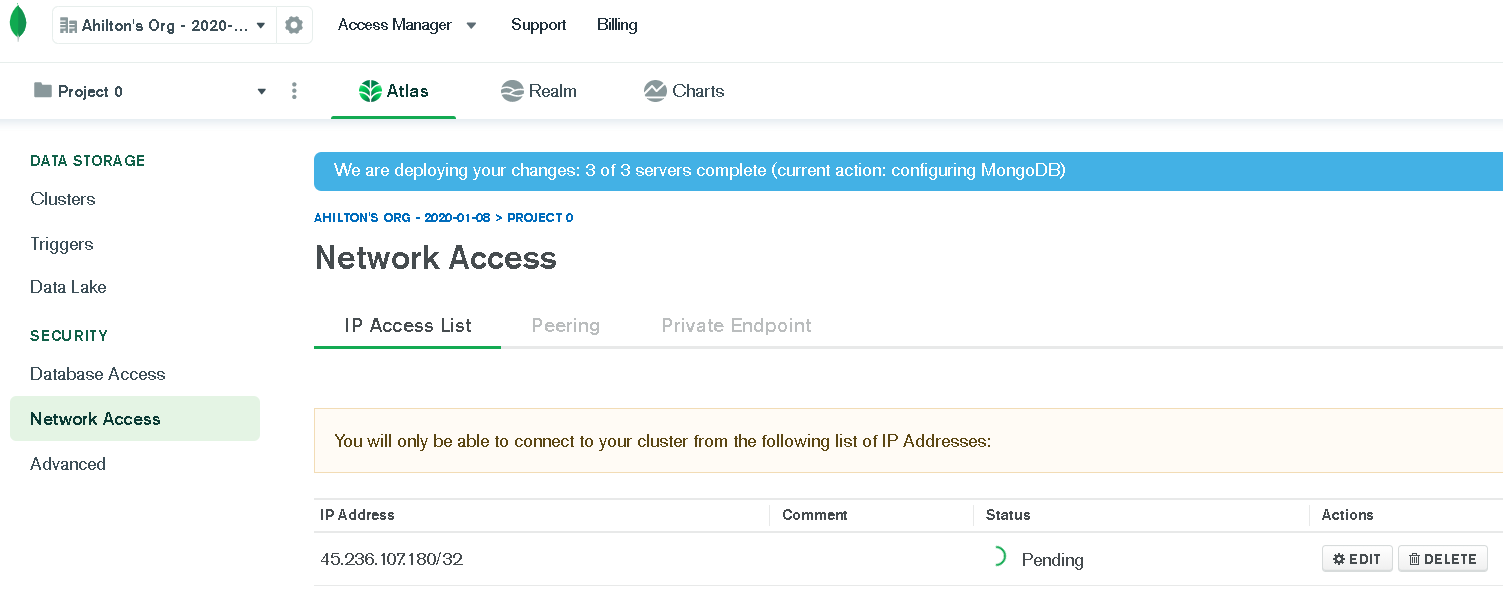 Ahilton's Org - 2020-... Access Manager Support Billing
Project 0 Atlas Realm Charts
DATA STORAGE
Clusters
Triggers
Data Lake
SECURITY
Database Access
Network Access
Advanced
We are deploying your changes: 3 of 3 servers complete (current action: configuring MongoDB)
AHILTON'S ORG - 2020-01-08 > PROJECT 0
Network Access
IP Access List Peering Private Endpoint
You will only be able to connect to your cluster from the following list of IP Addresses:
IP Address Comment Status Actions
45.236.107.180/32 Pending EDIT DELETE